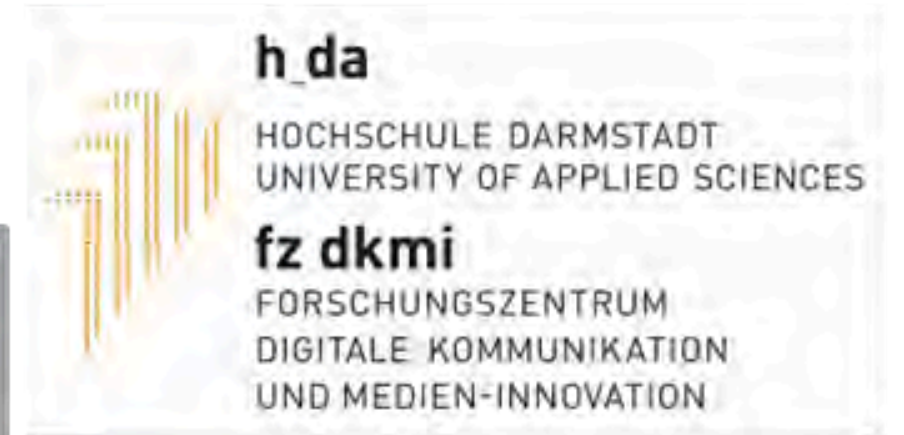 h_da
HOCHSCHULE DARMSTADT
UNIVERSITY OF APPLIED SCIENCES
fz dkmi
FORSCHUNGSZENTRUM
DIGITALE KOMMUNIKATION
UND MEDIEN-INNOVATION